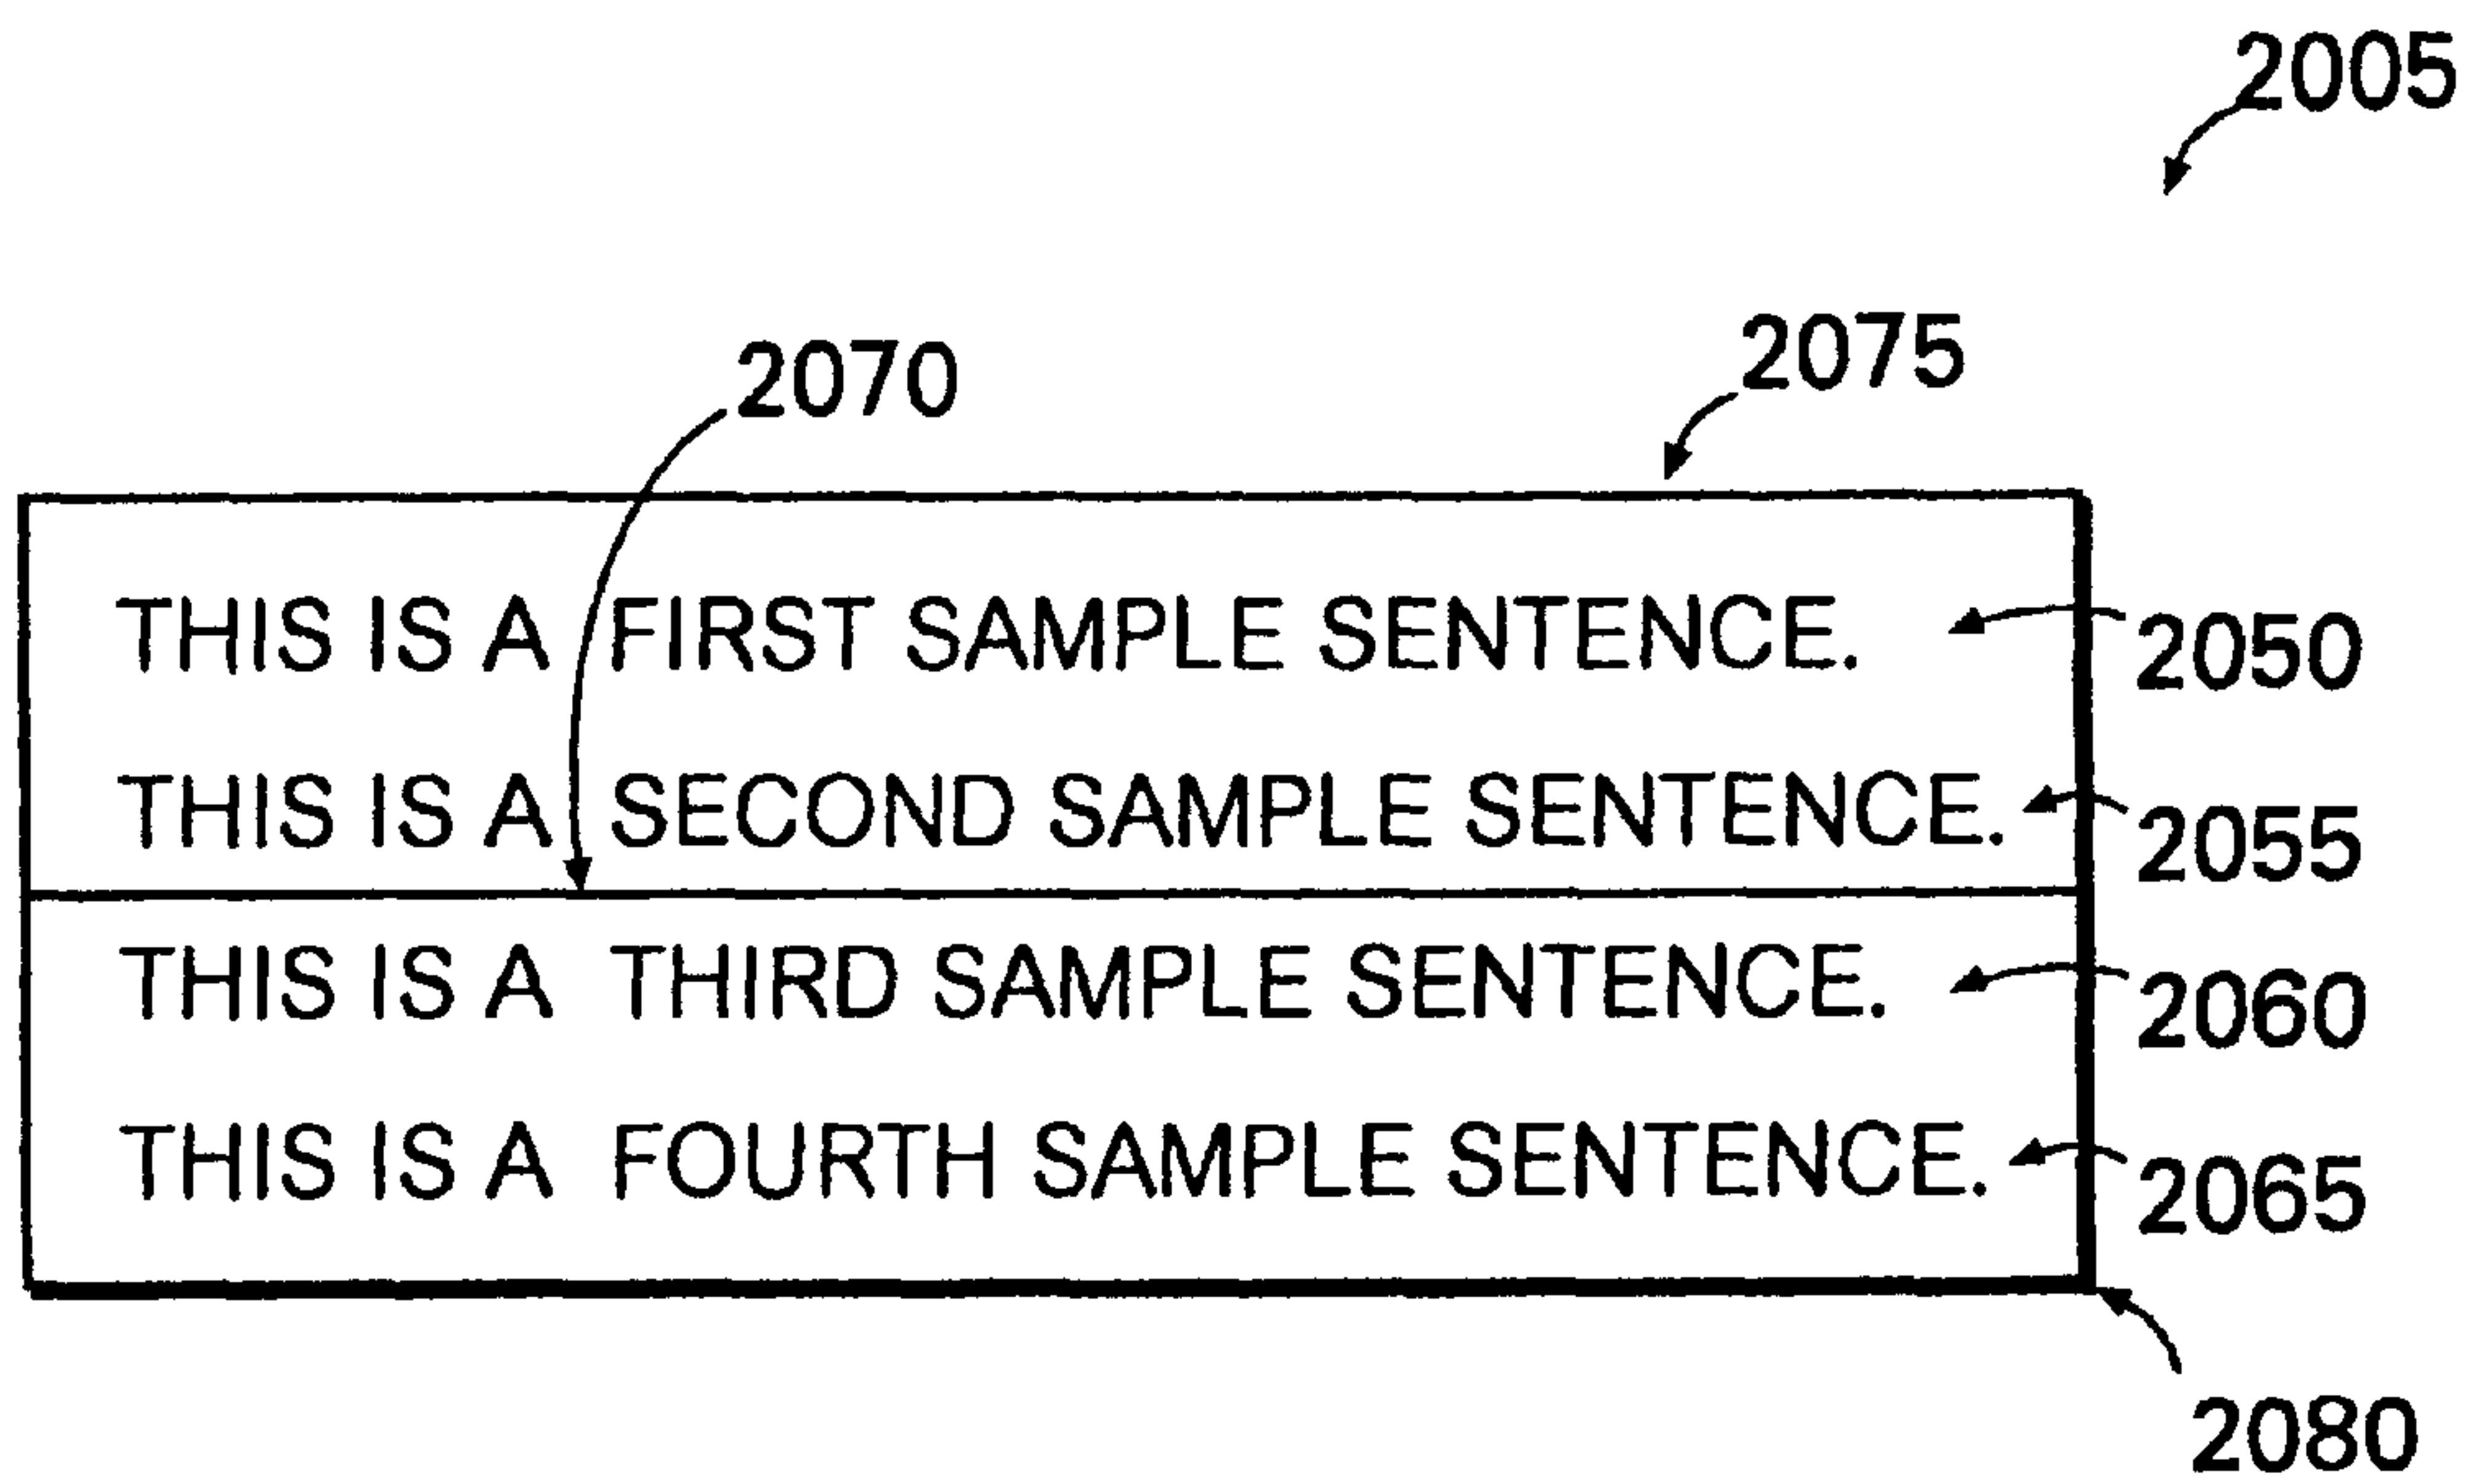 2005
2075
2070
THIS IS A FIRST SAMPLE SENTENCE.
2050
THIS IS A SECOND SAMPLE SENTENCE.
2055
THIS IS A THIRD SAMPLE SENTENCE.
2060
THIS IS A FOURTH SAMPLE SENTENCE.
2065
2080